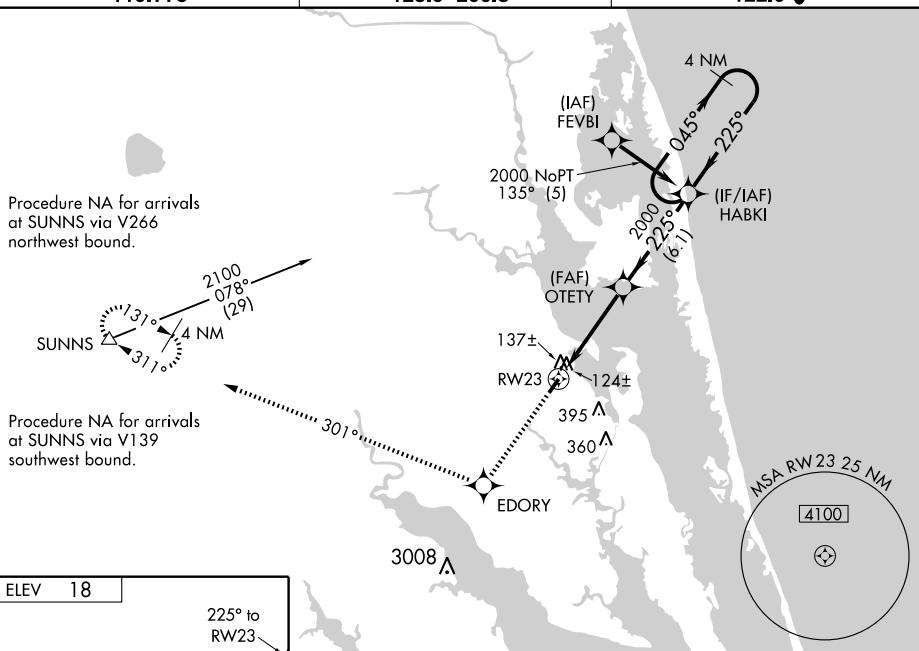 4 NM
(IAF)
FEVBI
045°
225°
2000 NoPT
135° (5)
(IF/IAF)
HABKI
2000
225°
(6.1)
Procedure NA for arrivals
at SUNNS via V266
northwest bound.
2100
078°
(29)
(FAF)
OTETY
131°
4 NM
SUNNS
311°
137±
RW23
124±
395
360
Procedure NA for arrivals
at SUNNS via V139
southwest bound.
301°
EDORY
MSA RW23 25 NM
4100
3008
ELEV 18
225° to
RW23